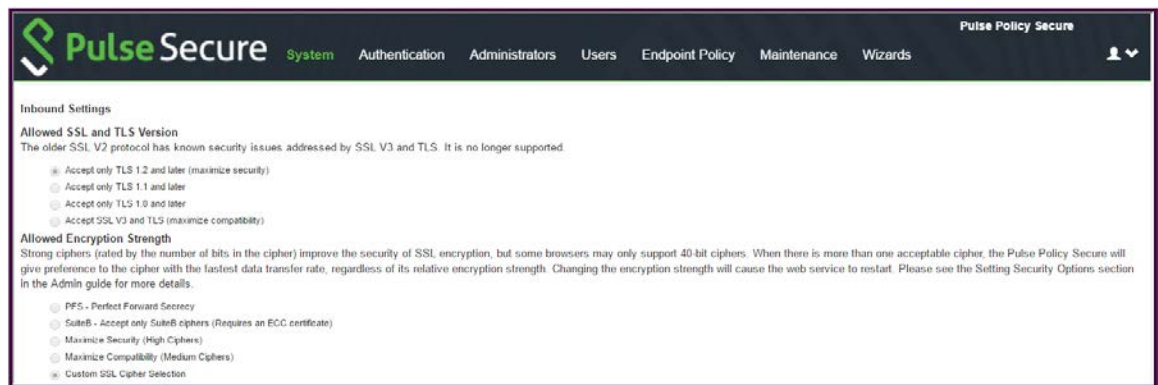 Pulse Policy Secure
Pulse Secure System Authentication Administrators Users Endpoint Policy Maintenance Wizards
Inbound Settings
Allowed SSL and TLS Version
The older SSL V2 protocol has known security issues addressed by SSL V3 and TLS. It is no longer supported.
Accept only TLS 1.2 and later (maximize security)
Accept only TLS 1.1 and later
Accept only TLS 1.0 and later
Accept SSL V3 and TLS (maximize compatibility)
Allowed Encryption Strength
Strong ciphers (rated by the number of bits in the cipher) improve the security of SSL encryption, but some browsers may only support 40-bit ciphers. When there is more than one acceptable cipher, the Pulse Policy Secure will
give preference to the cipher with the fastest data transfer rate, regardless of its relative encryption strength. Changing the encryption strength will cause the web service to restart. Please see the Setting Security Options section
in the Admin guide for more details.
PFS - Perfect Forward Secrecy
SuiteB - Accept only SuiteB ciphers (Requires an ECC certificate)
Maximize Security (High Ciphers)
Maximize Compatibility (Medium Ciphers)
Custom SSL Cipher Selection